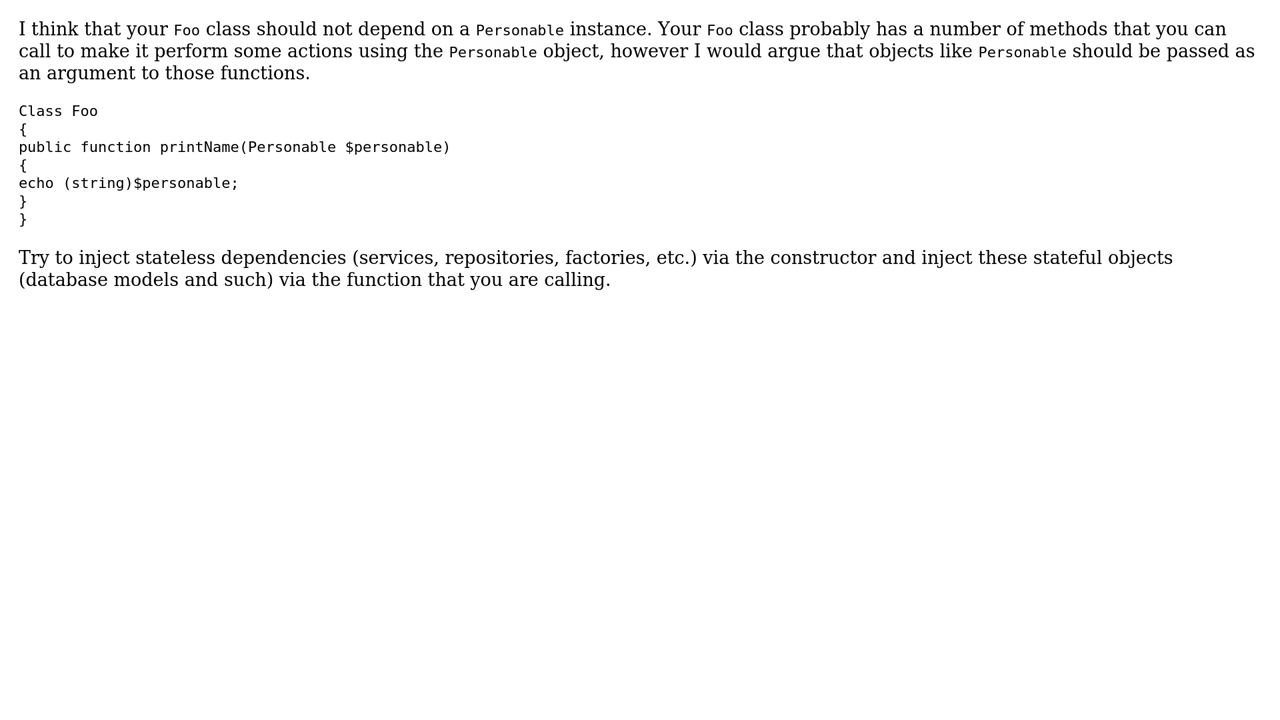 I think that your Foo class should not depend on a Personable instance. Your Foo class probably has a number of methods that you can
call to make it perform some actions using the Personable object, however I would argue that objects like Personable should be passed as
an argument to those functions.
Class Foo
{
public function printName(Personable $personable)
{
echo (string)$personable;
}
}
Try to inject stateless dependencies (services, repositories, factories, etc.) via the constructor and inject these stateful objects
(database models and such) via the function that you are calling.